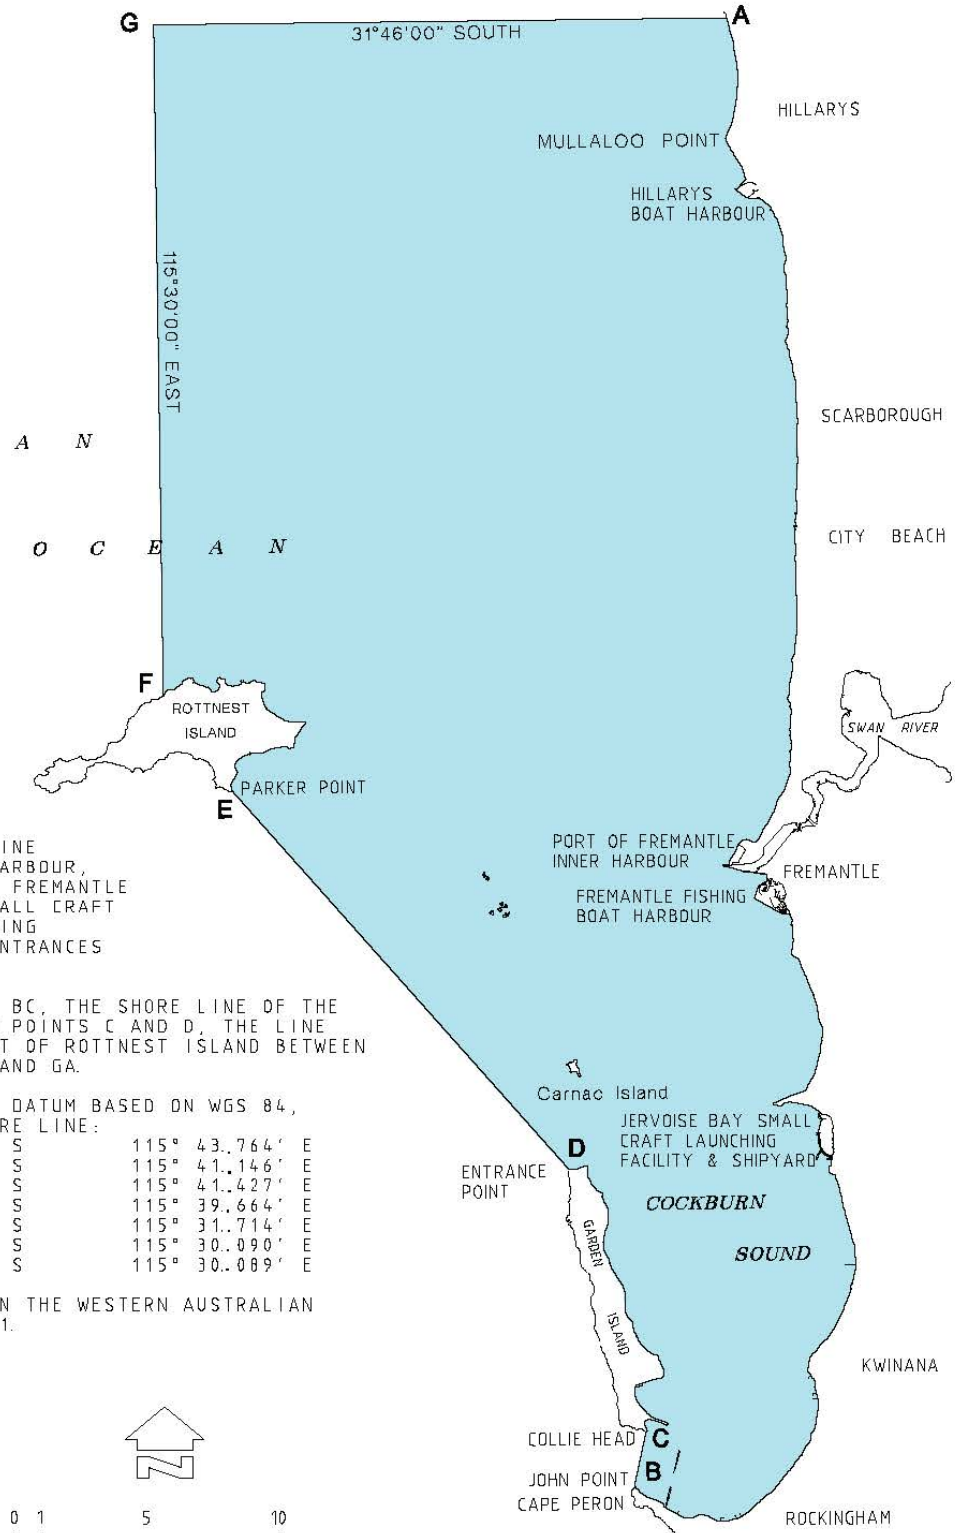 G
A
31°46'00" SOUTH
HILLARYS
MULLALOO POINT
HILLARYS
BOAT HARBOUR
115°30'00" EAST
SCARBOROUGH
A N
CITY BEACH
O C E A N
F
ROTTNEST
ISLAND
SWAN RIVER
PARKER POINT
E
PORT OF FREMANTLE
INNER HARBOUR
FREMANTLE
FREMANTLE FISHING
BOAT HARBOUR
INE
ARBOUR,
FREMANTLE
ALL CRAFT
ING
NTRANCES
BC, THE SHORE LINE OF THE
POINTS C AND D, THE LINE
T OF ROTTNEST ISLAND BETWEEN
AND GA.
Carnac Island
DATUM BASED ON WGS 84,
RE LINE:
S 115° 43..764' E
S 115° 41..146' E
S 115° 41..427' E
S 115° 39..664' E
S 115° 31..714' E
S 115° 30..090' E
S 115° 30..089' E
N THE WESTERN AUSTRALIAN
1.
JERVOISE BAY SMALL
CRAFT LAUNCHING
FACILITY & SHIPYARD
D
ENTRANCE
POINT
COCKBURN
SOUND
GARDEN
ISLAND
KWINANA
COLLIE HEAD
C
B
JOHN POINT
CAPE PERON
ROCKINGHAM
N
0 1 5 10